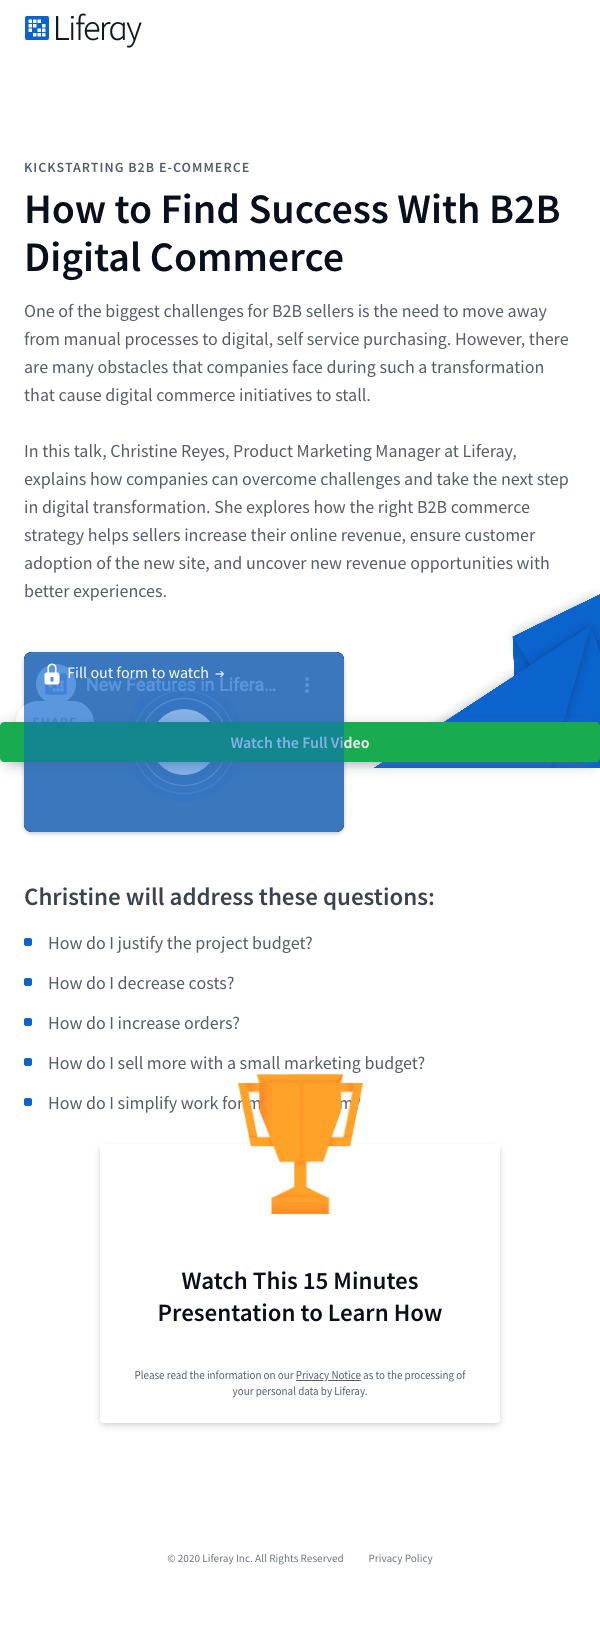 Liferay
KICKSTARTING B2B E-COMMERCE
How to Find Success With B2B
Digital Commerce
One of the biggest challenges for B2B sellers is the need to move away
from manual processes to digital, self service purchasing. However, there
are many obstacles that companies face during such a transformation
that cause digital commerce initiatives to stall.
In this talk, Christine Reyes, Product Marketing Manager at Liferay,
explains how companies can overcome challenges and take the next step
in digital transformation. She explores how the right B2B commerce
strategy helps sellers increase their online revenue, ensure customer
adoption of the new site, and uncover new revenue opportunities with
better experiences.
Fill out form to watch →
New Features in Lifera...
SHARE
Watch the Full Video
Christine will address these questions:
How do I justify the project budget?
How do I decrease costs?
How do I increase orders?
How do I sell more with a small marketing budget?
How do I simplify work for
Watch This 15 Minutes
Presentation to Learn How
Please read the information on our Privacy Notice as to the processing of
your personal data by Liferay.
© 2020 Liferay Inc. All Rights Reserved Privacy Policy